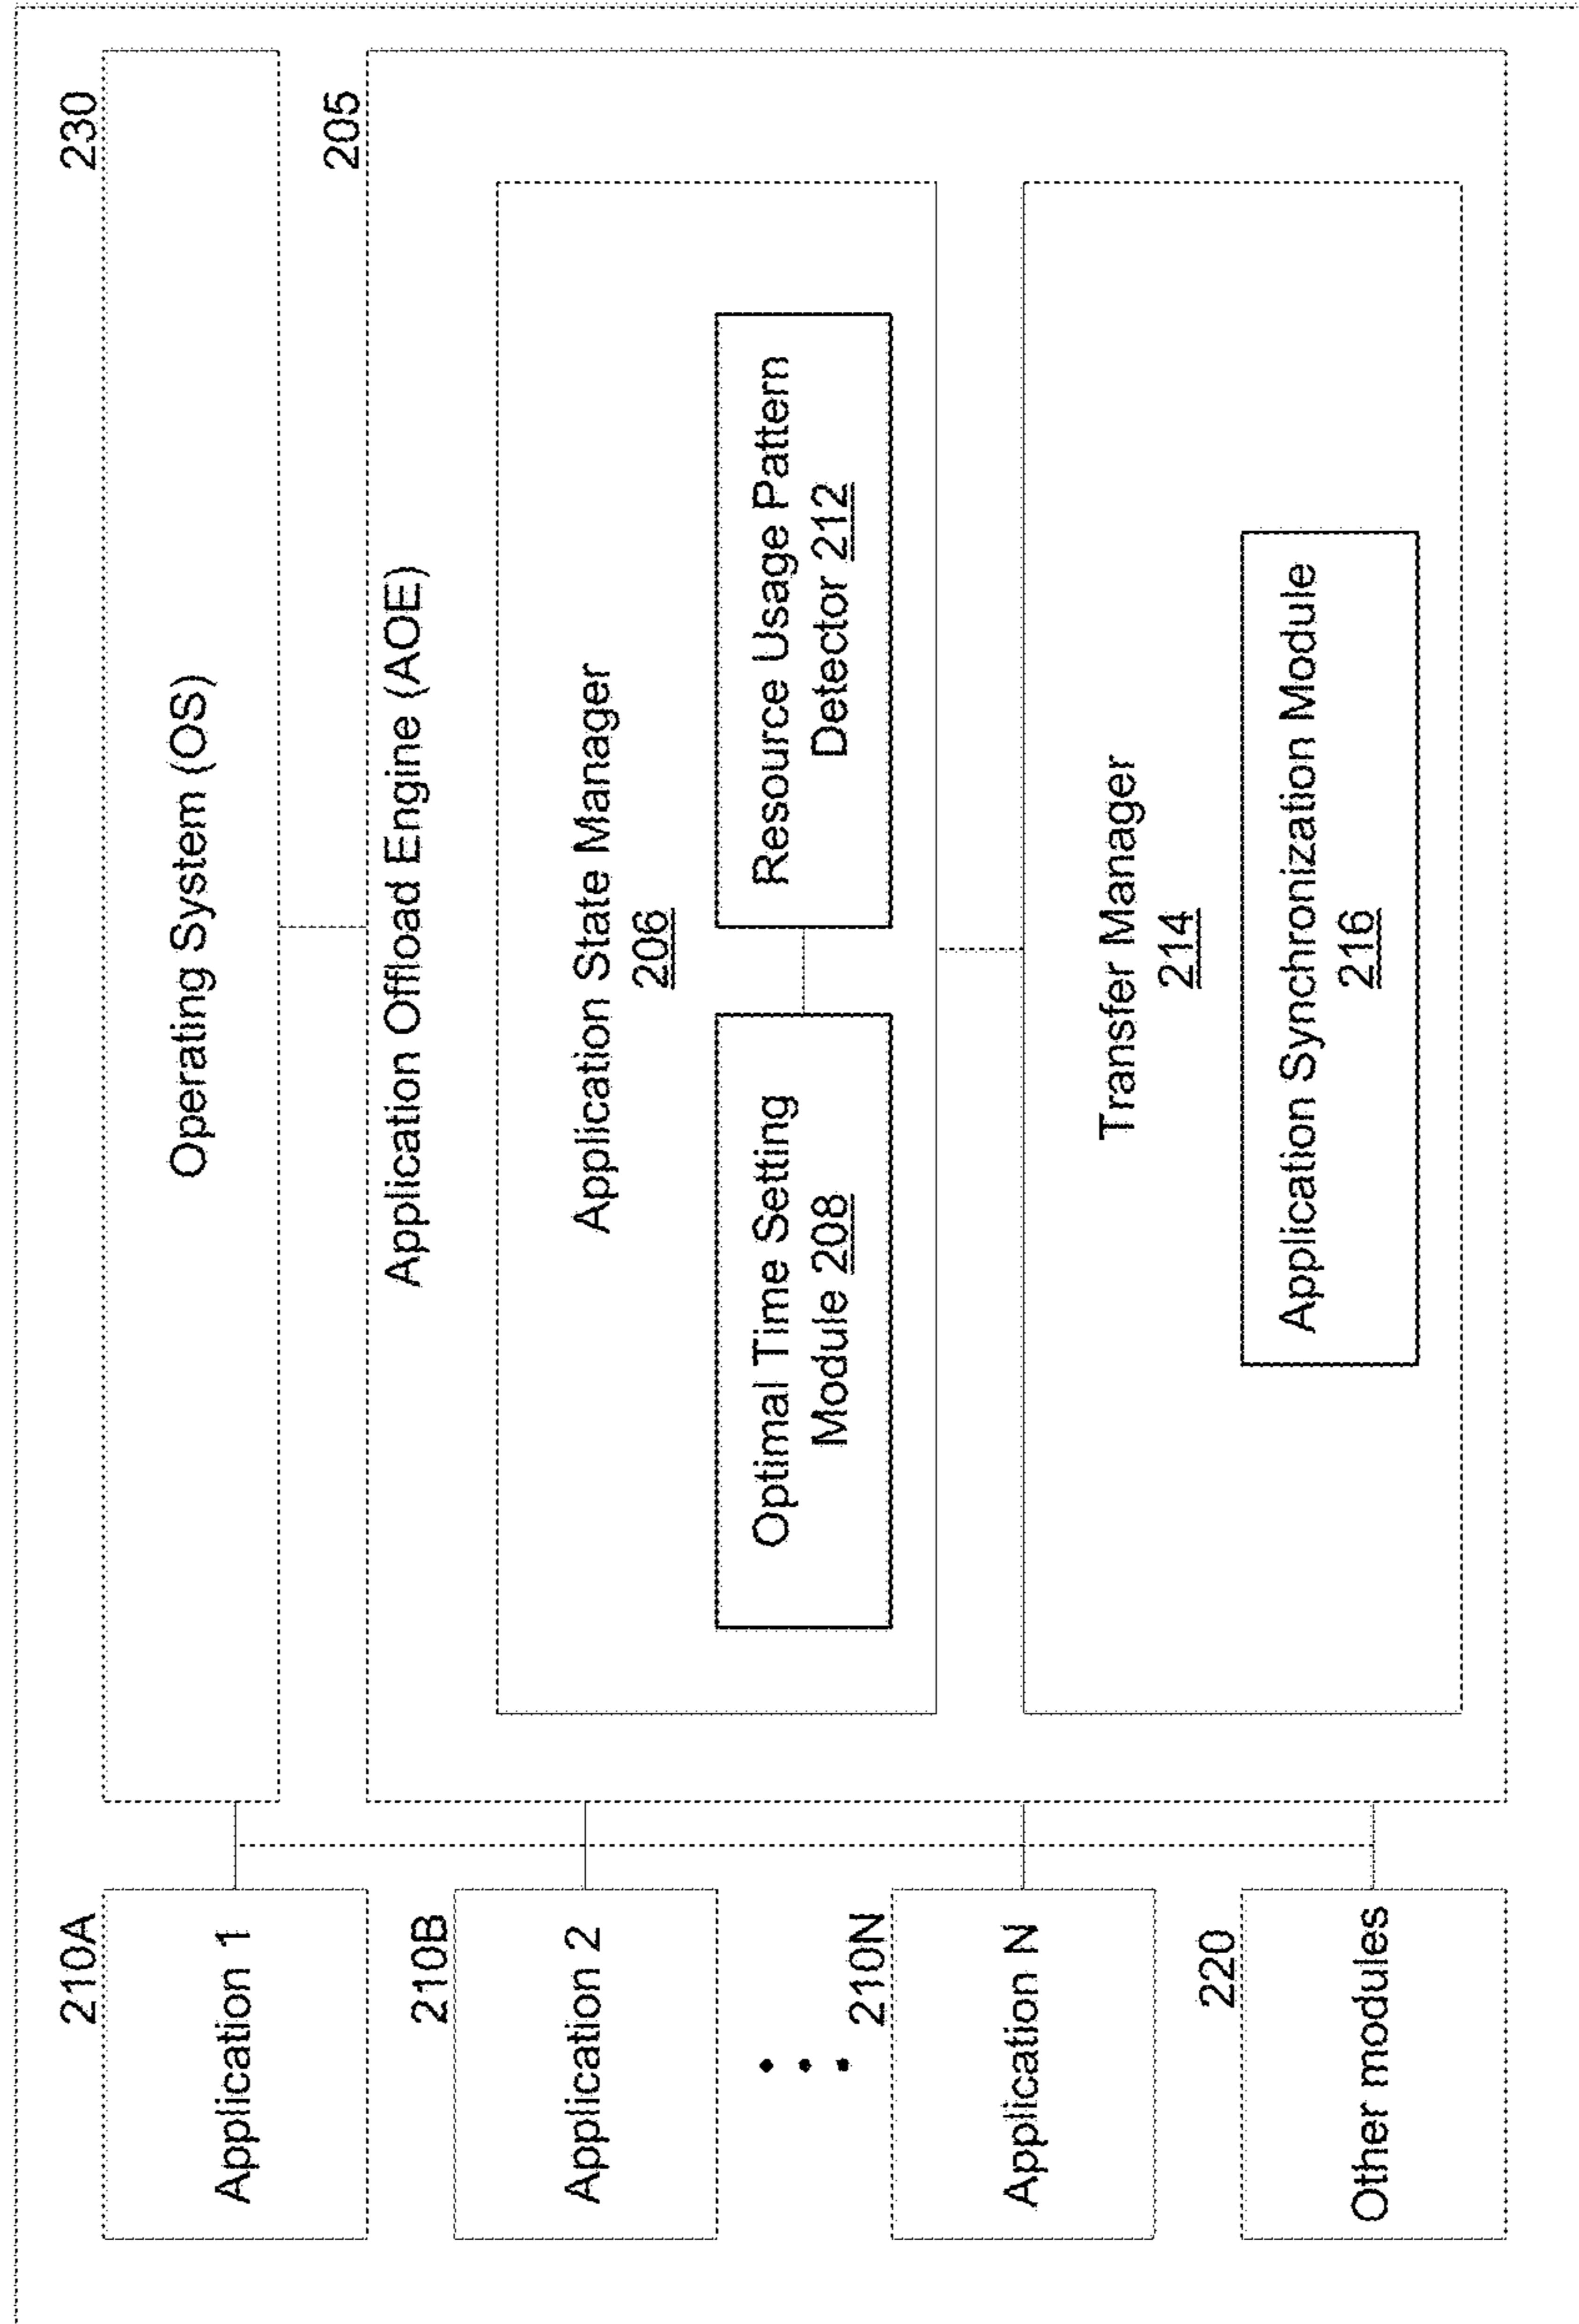 210A
Application 1
210B
Application 2
210N
Application N
220
Other modules
230
Operating System (OS)
205
Application Offload Engine (AOE)
Application State Manager
206
Optimal Time Setting
Module 208
Resource Usage Pattern
Detector 212
Transfer Manager
214
Application Synchronization Module
216